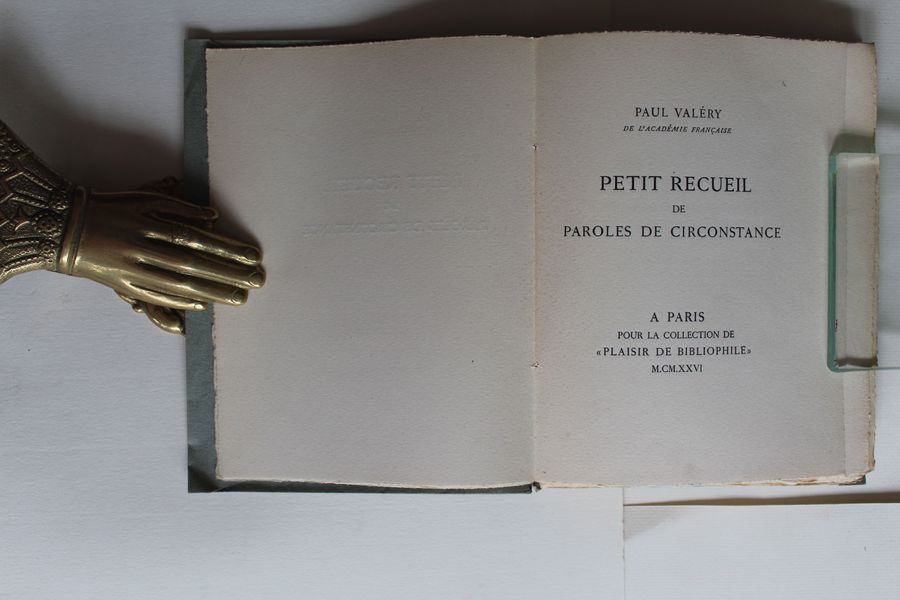 PAUL VALÉRY
DE L'ACADÉMIE FRANÇAISE
PETIT RECUEIL
DE
PAROLES DE CIRCONSTANCE
A PARIS
POUR LA COLLECTION DE
«PLAISIR DE BIBLIOPHILE»
M.CM.XXVI